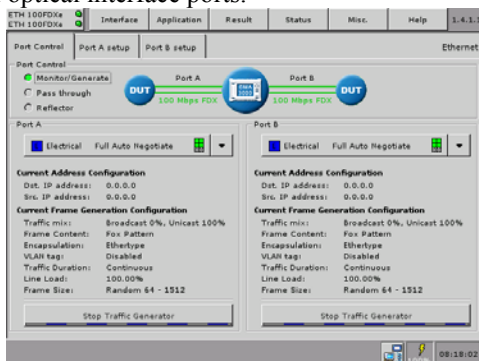 optical interface ports.
ETH 100FDXe
ETH 100FDXe
Interface Application Result Status Misc. Help 1.4.1.
Port Control Port A setup Port B setup Ethernet
Port Control
Monitor/Generate
Pass through
Reflector
Port A Port B
DUT DUT
100 Mbps FDX 100 Mbps FDX
Port A
Electrical Full Auto Negotiate
Current Address Configuration
Dst. IP address: 0.0.0.0
Src. IP address: 0.0.0.0
Current Frame Generation Configuration
Traffic mix: Broadcast 0%, Unicast 100%
Frame Content: Fox Pattern
Encapsulation: Ethertype
VLAN tag: Disabled
Traffic Duration: Continuous
Line Load: 100.00%
Frame Size: Random 64 - 1512
Stop Traffic Generator
Port B
Electrical Full Auto Negotiate
Current Address Configuration
Dst. IP address: 0.0.0.0
Src. IP address: 0.0.0.0
Current Frame Generation Configuration
Traffic mix: Broadcast 0%, Unicast 100%
Frame Content: Fox Pattern
Encapsulation: Ethertype
VLAN tag: Disabled
Traffic Duration: Continuous
Line Load: 100.00%
Frame Size: Random 64 - 1512
Stop Traffic Generator
08:18:02